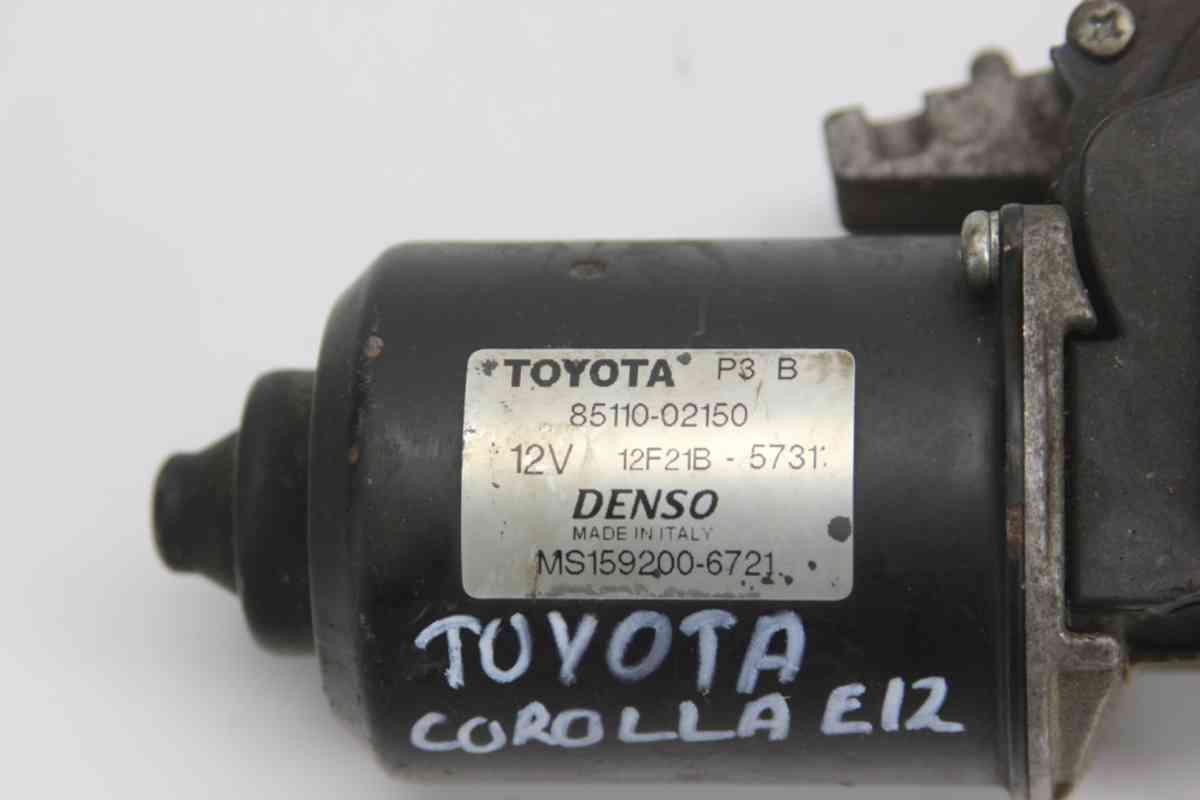 TOYOTA P3 B
85110-02150
12V 12F21B - 5731
DENSO
MADE IN ITALY
MS159200-6721
TOYOTA
COROLLA E12